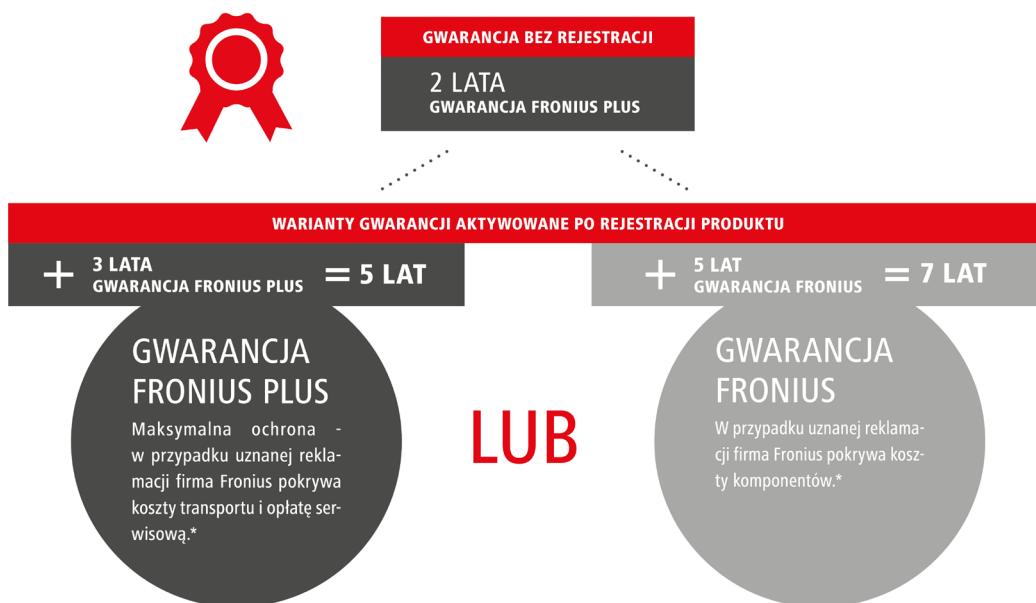 GWARANCJA BEZ REJESTRACJI
2 LATA
GWARANCJA FRONIUS PLUS
WARIANTY GWARANCJI AKTYWOWANE PO REJESTRACJI PRODUKTU
+ 3 LATA
GWARANCJA FRONIUS PLUS = 5 LAT
GWARANCJA
FRONIUS PLUS
Maksymalna ochrona -
w przypadku uznanej rekla-
macji firma Fronius pokrywa
koszty transportu i opłatę ser-
wisową.*
LUB
+ 5 LAT
GWARANCJA FRONIUS = 7 LAT
GWARANCJA
FRONIUS
W przypadku uznanej reklama-
cji firma Fronius pokrywa kosz-
ty komponentów.*